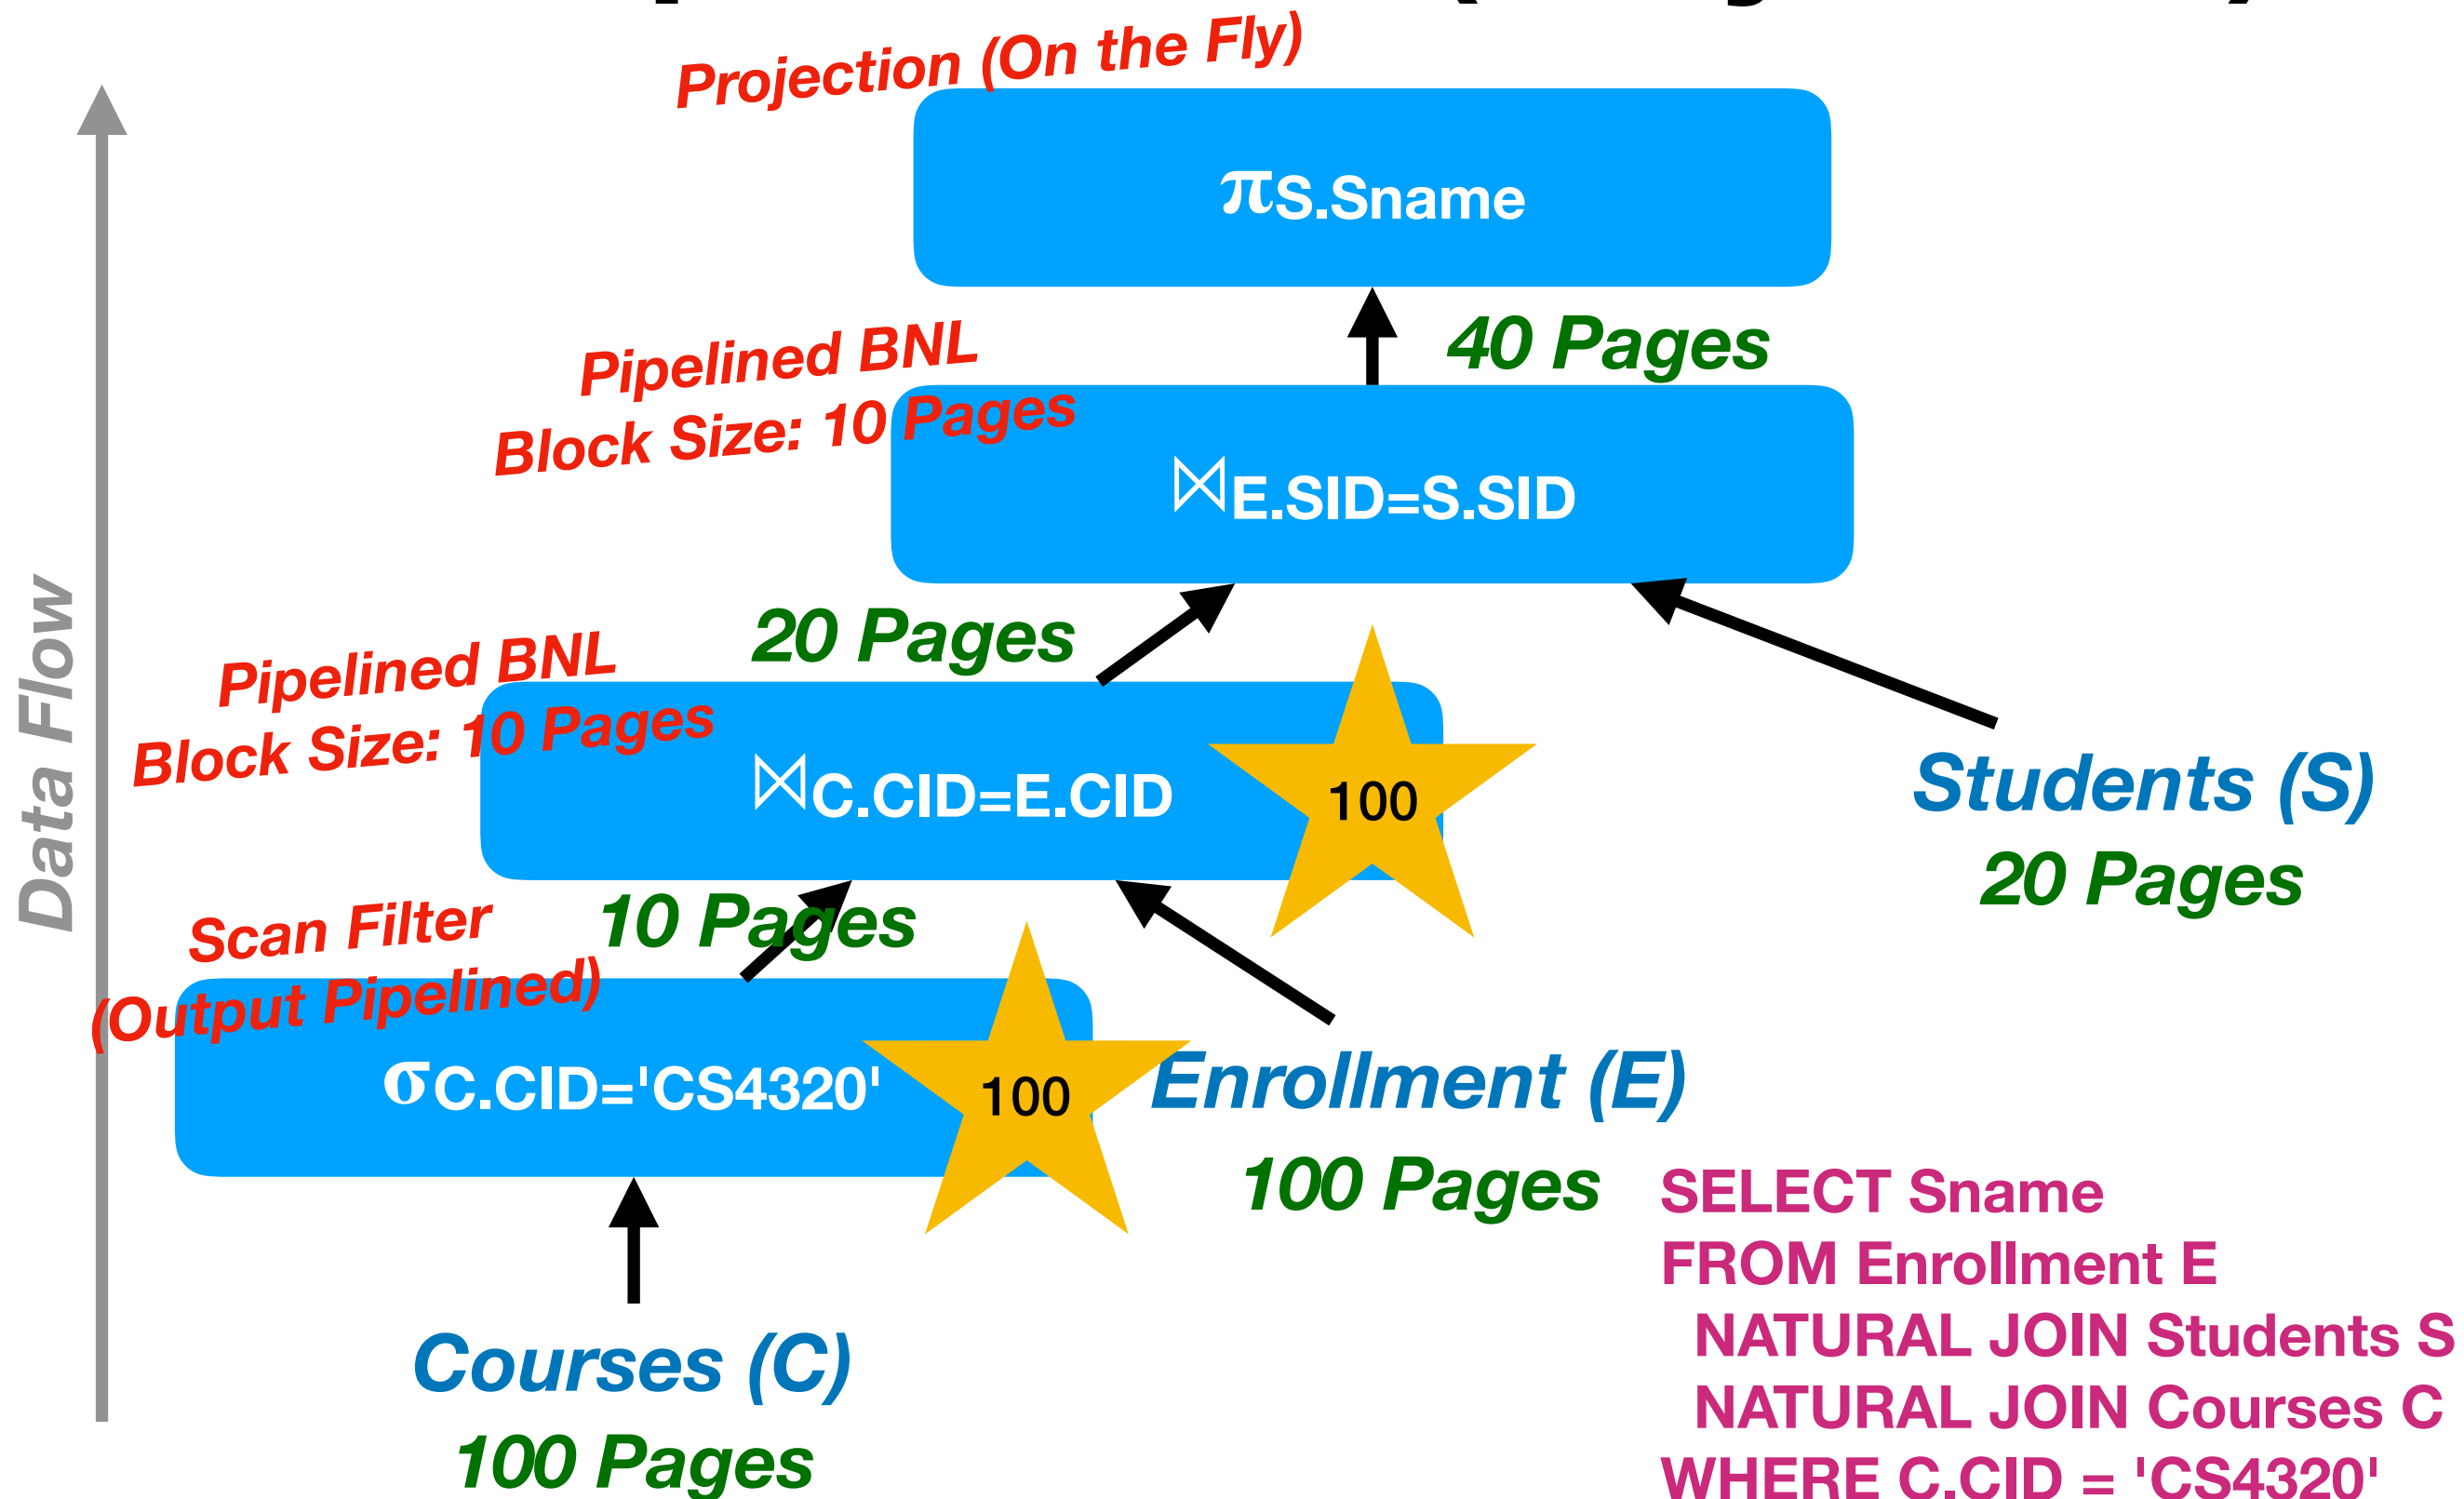 Projection (On the Fly)
πS.Sname
Pipelined BNL
Block Size: 10 Pages
40 Pages
⋈E.SID=S.SID
20 Pages
Pipelined BNL
Block Size: 10 Pages
⋈C.CID=E.CID
100
Students (S)
20 Pages
Data Flow
Scan Filter
(Output Pipelined)
10 Pages
σC.CID='CS4320'
100
Enrollment (E)
100 Pages
Courses (C)
100 Pages
SELECT Sname
FROM Enrollment E
NATURAL JOIN Students S
NATURAL JOIN Courses C
WHERE C.CID = 'CS4320'